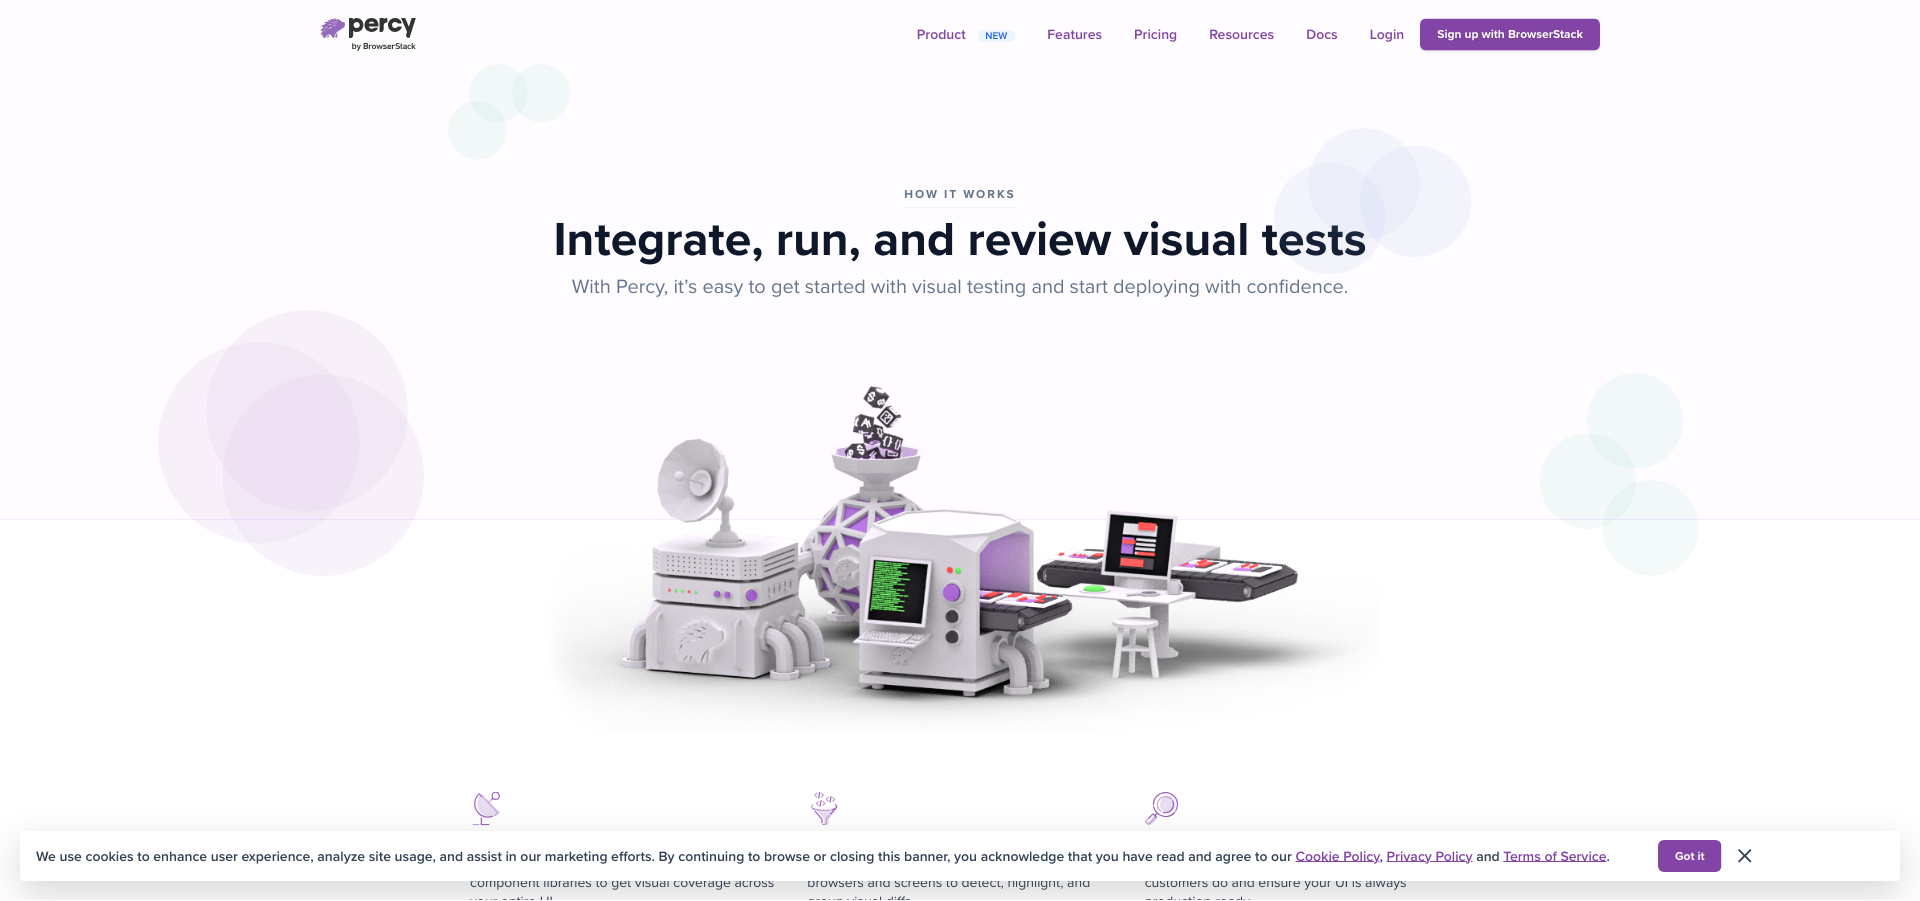 percy
by BrowserStack
Product NEW Features Pricing Resources Docs Login Sign up with BrowserStack
HOW IT WORKS
Integrate, run, and review visual tests
With Percy, it’s easy to get started with visual testing and start deploying with confidence.
We use cookies to enhance user experience, analyze site usage, and assist in our marketing efforts. By continuing to browse or closing this banner, you acknowledge that you have read and agree to our Cookie Policy, Privacy Policy and Terms of Service.
Got it
component libraries to get visual coverage across
browsers and screens to detect, highlight, and
customers do and ensure your UI is always